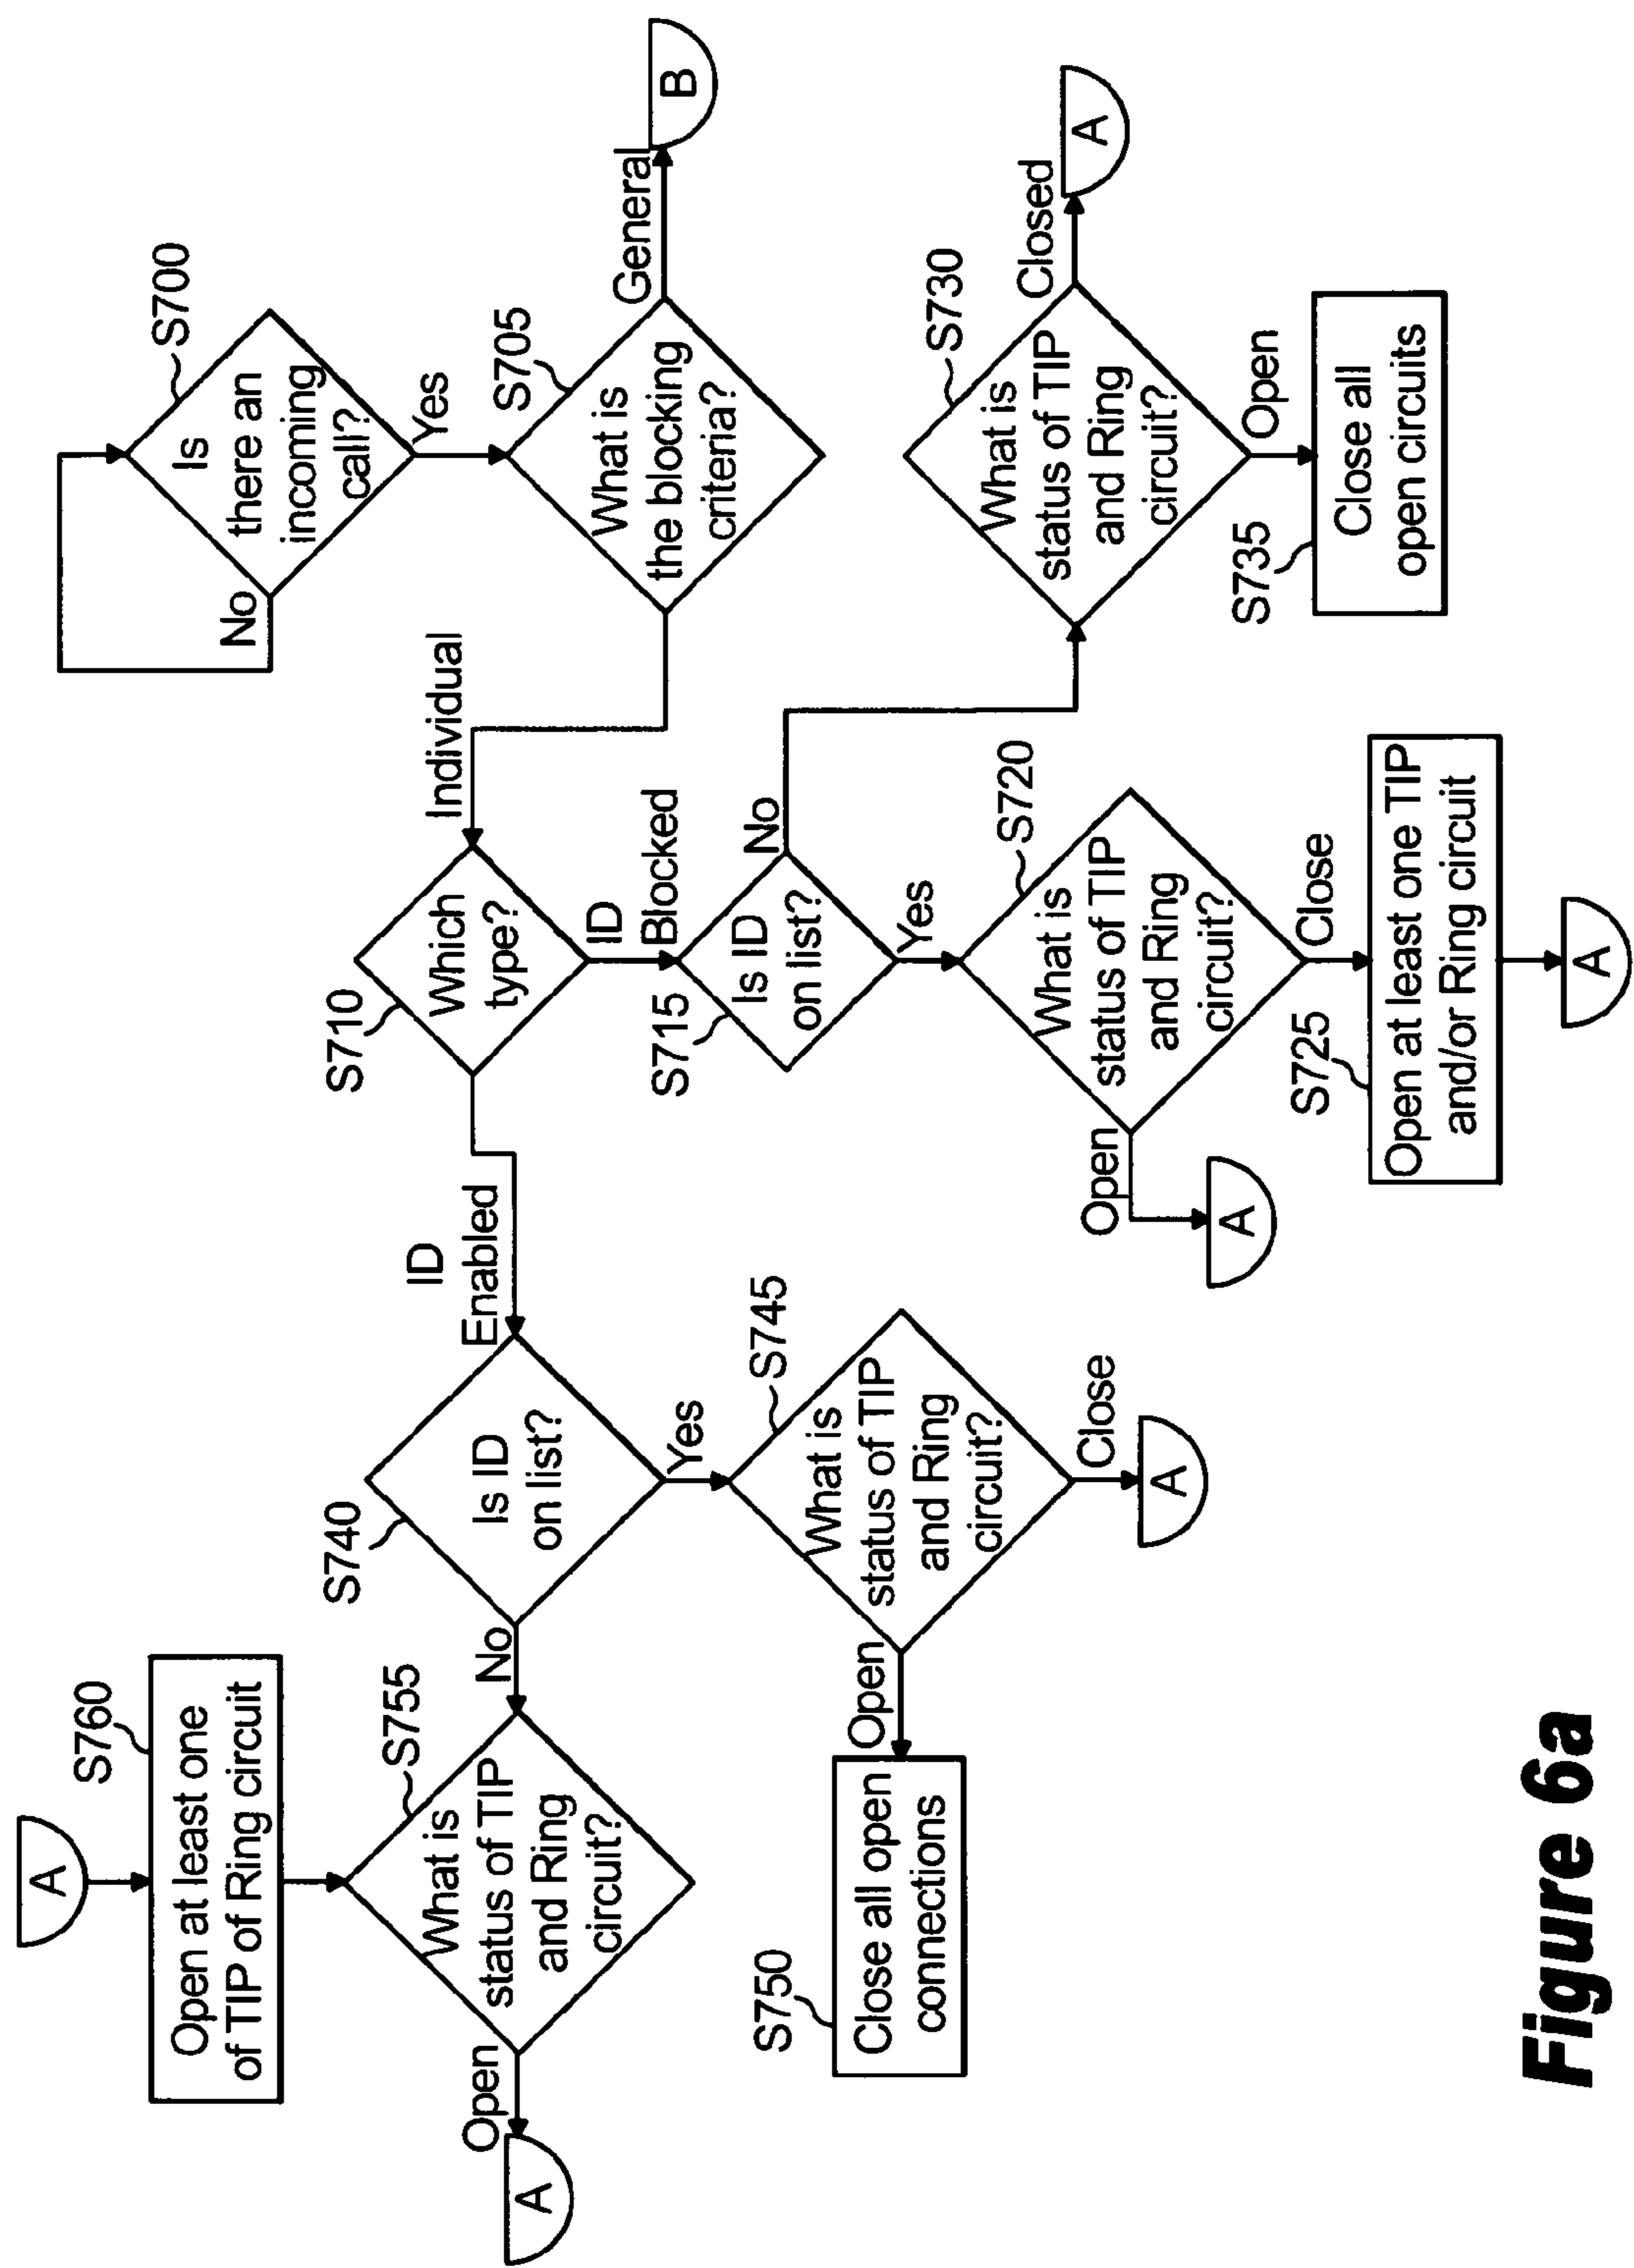 S700
Is
there an
incoming
call?
No
Yes
S705
What is
the blocking
criteria?
General
B
Individual
S710
Which
type?
ID
Blocked
ID
Enabled
S715
Is ID
on list?
No
Yes
S730
What is
status of TIP
and Ring
circuit?
Closed
A
Open
S735
Close all
open circuits
S720
What is
status of TIP
and Ring
circuit?
Open
A
Close
S725
Open at least one TIP
and/or Ring circuit
A
S740
Is ID
on list?
No
Yes
S745
What is
status of TIP
and Ring
circuit?
Close
A
Open
S750
Close all open
connections
A
S760
Open at least one
of TIP of Ring circuit
S755
What is
status of TIP
and Ring
circuit?
Open
A
Figure 6a